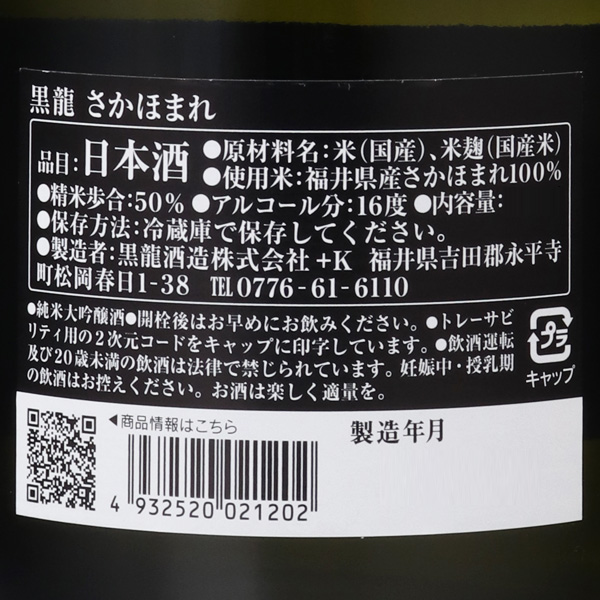 黒龍 さかほまれ
品目:日本酒 ●原材料名:米(国産)、米麹(国産米)
●使用米:福井県産さかほまれ100%
●精米歩合:50% ●アルコール分:16度 ●内容量:
●保存方法:冷蔵庫で保存してください。
●製造者:黒龍酒造株式会社+K 福井県吉田郡永平寺
町松岡春日1-38 TEL 0776-61-6110
●純米大吟醸酒●開栓後はお早めにお飲みください。●トレーサビ
リティ用の2次元コードをキャップに印字しています。●飲酒運転
及び20歳未満の飲酒は法律で禁じられています。妊娠中・授乳期
の飲酒はお控えください。お酒は楽しく適量を。
プラ
キャップ
◀商品情報はこちら
製造年月
4 932520 021202